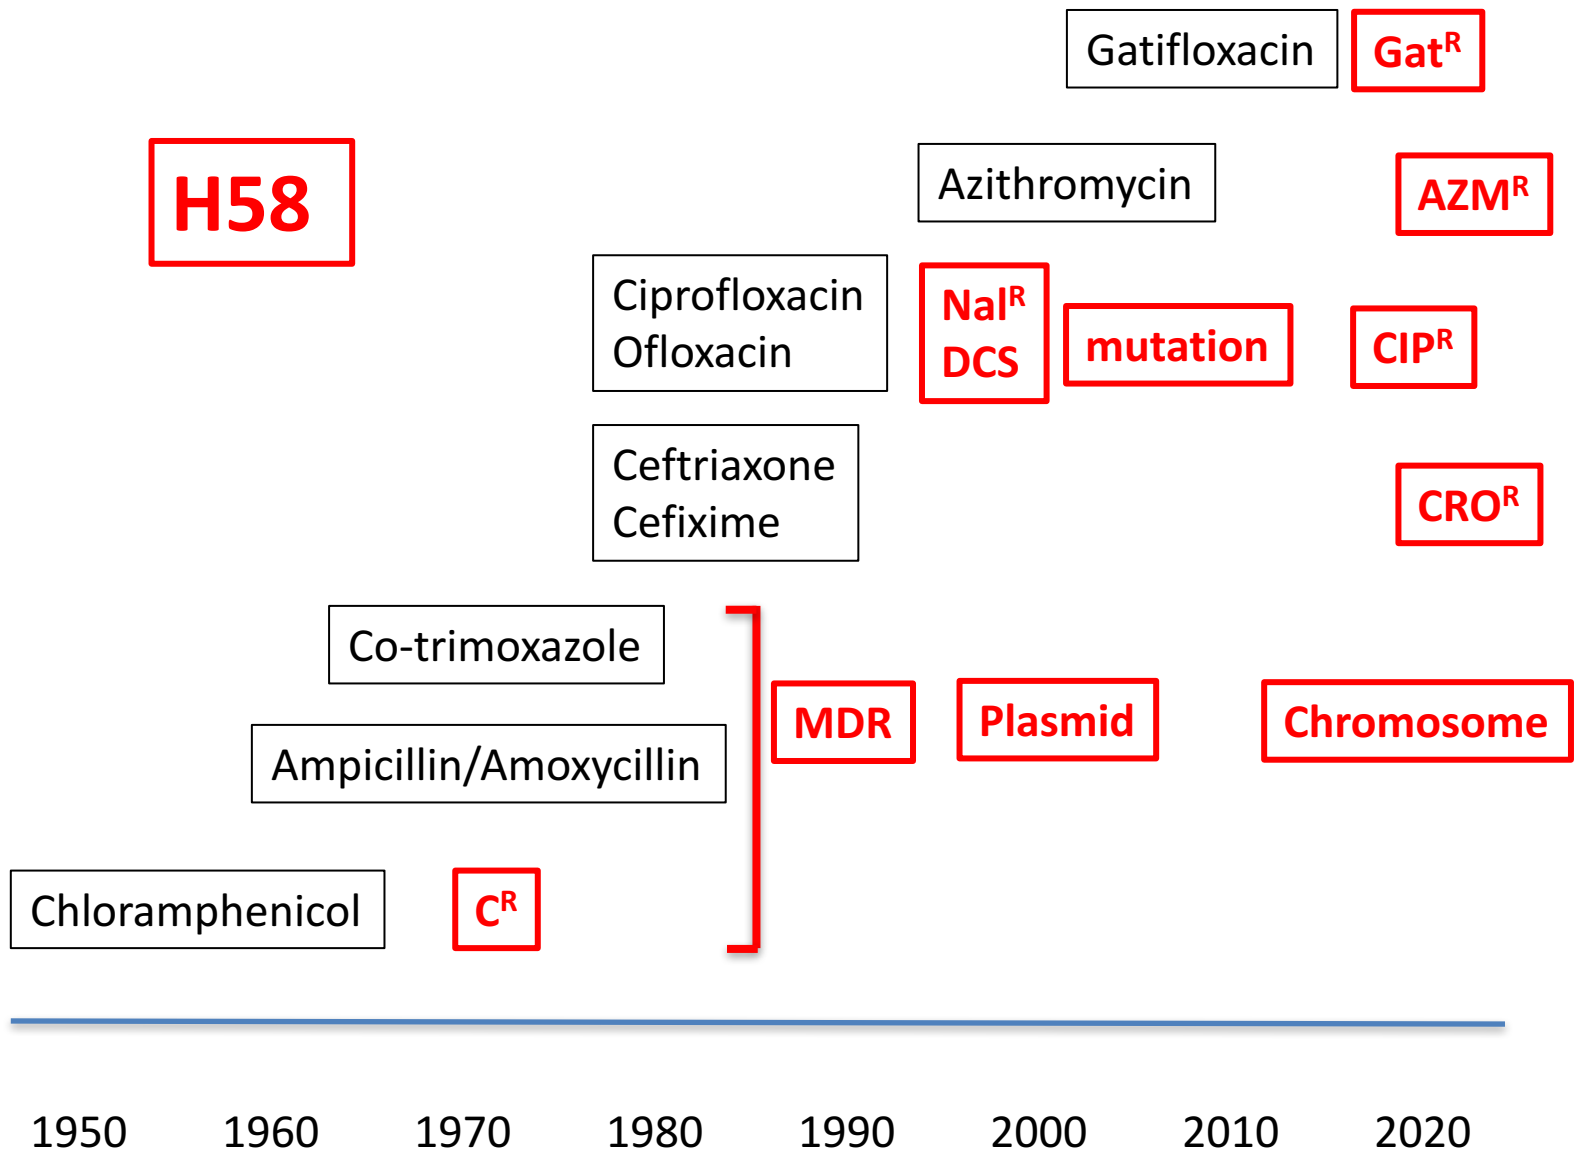 Gatifloxacin
Gatᴿ
H58
Azithromycin
AZMᴿ
Ciprofloxacin
Ofloxacin
Nalᴿ
DCS
mutation
CIPᴿ
Ceftriaxone
Cefixime
CROᴿ
Co-trimoxazole
Ampicillin/Amoxycillin
MDR
Plasmid
Chromosome
Chloramphenicol
Cᴿ
1950 1960 1970 1980 1990 2000 2010 2020